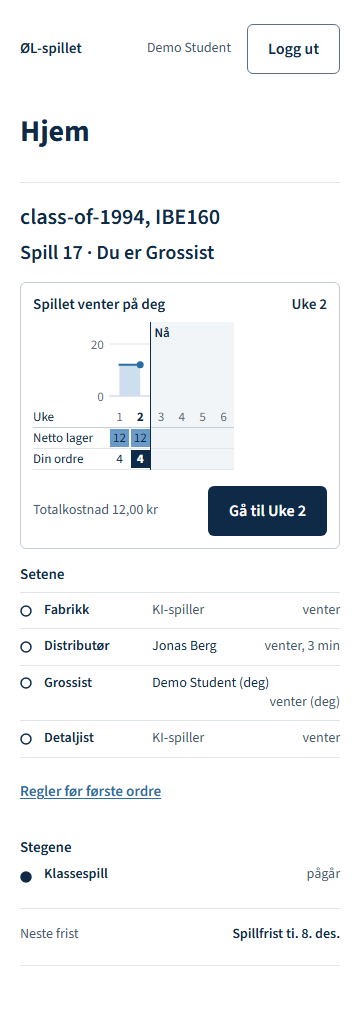 ØL-spillet Demo Student Logg ut
Hjem
class-of-1994, IBE160
Spill 17 · Du er Grossist
Spillet venter på deg Uke 2
Nå
20
0
Uke 1 2 3 4 5 6
Netto lager 12 12
Din ordre 4 4
Totalkostnad 12,00 kr Gå til Uke 2
Setene
Fabrikk KI-spiller venter
Distributør Jonas Berg venter, 3 min
Grossist Demo Student (deg)
venter (deg)
Detaljist KI-spiller venter
Regler før første ordre
Stegene
Klassespill pågår
Neste frist Spillfrist ti. 8. des.